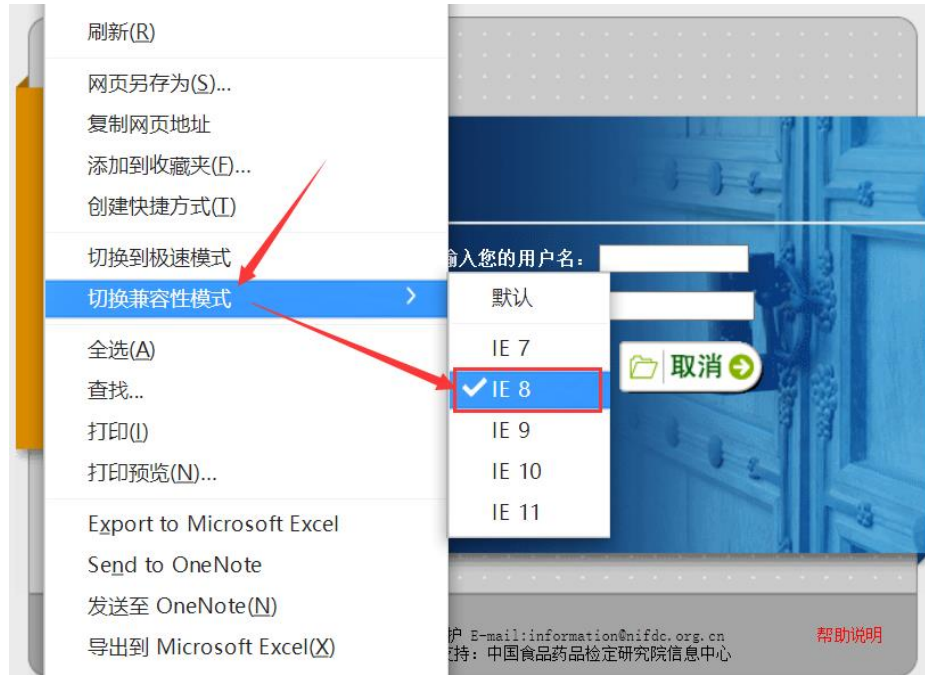 刷新(R)
网页另存为(S)...
复制网页地址
添加到收藏夹(F)...
创建快捷方式(T)
切换到极速模式
切换兼容性模式
全选(A)
查找...
打印(I)
打印预览(N)...
Export to Microsoft Excel
Send to OneNote
发送至 OneNote(N)
导出到 Microsoft Excel(X)
默认
IE 7
IE 8
IE 9
IE 10
IE 11
输入您的用户名:
取消
护 E-mail:information@nifdc.org.cn
支持: 中国食品药品检定研究院信息中心
帮助说明